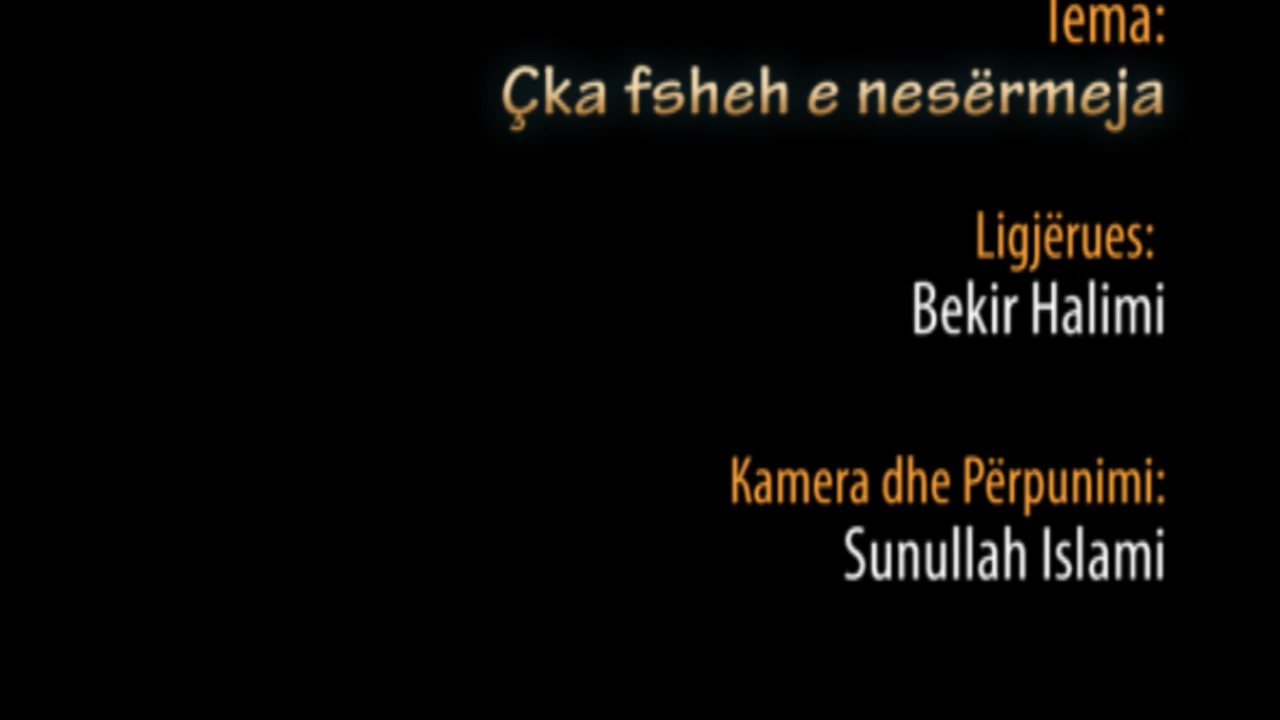 Tema:
Çka fsheh e nesërmeja
Ligjërues:
Bekir Halimi
Kamera dhe Përpunimi:
Sunullah Islami